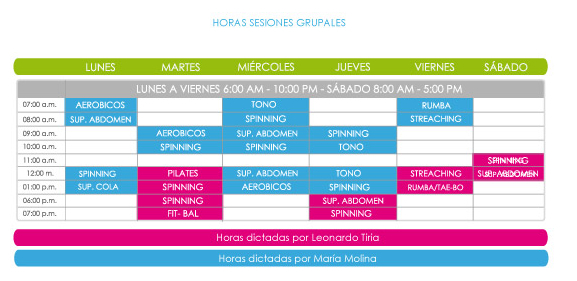 HORAS SESIONES GRUPALES
LUNES MARTES MIÉRCOLES JUEVES VIERNES SÁBADO
LUNES A VIERNES 6:00 AM - 10:00 PM - SÁBADO 8:00 AM - 5:00 PM
07:00 a.m. AEROBICOS TONO RUMBA
08:00 a.m. SUP. ABDOMEN SPINNING STREACHING
09:00 a.m. AEROBICOS SUP. ABDOMEN SPINNING
10:00 a.m. SPINNING SPINNING TONO
11:00 a.m. SPINNING
12:00 m. SPINNING PILATES SUP. ABDOMEN TONO STREACHING SUP. ABDOMEN
01:00 p.m. SUP. COLA SPINNING AEROBICOS SPINNING RUMBA/TAE-BO
06:00 p.m. SPINNING SUP. ABDOMEN
07:00 p.m. FIT- BAL SPINNING
Horas dictadas por Leonardo Tiria
Horas dictadas por María Molina